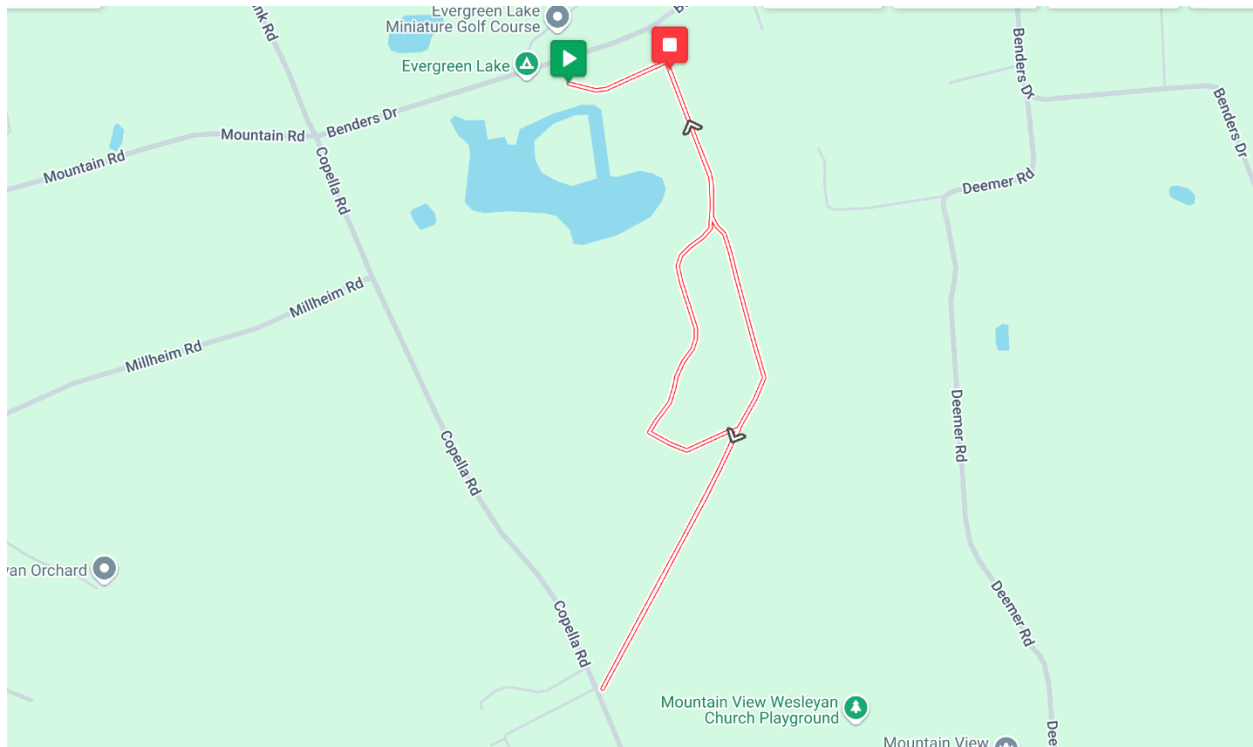 Evergreen Lake
Miniature Golf Course
Evergreen Lake
Benders Dr
Mountain Rd
Mountain Rd
Copella Rd
Benders Dr
Benders Dr
Deemer Rd
Millheim Rd
Millheim Rd
Deemer Rd
Copella Rd
Deemer Rd
Copella Rd
Mountain View Wesleyan
Church Playground
Mountain View